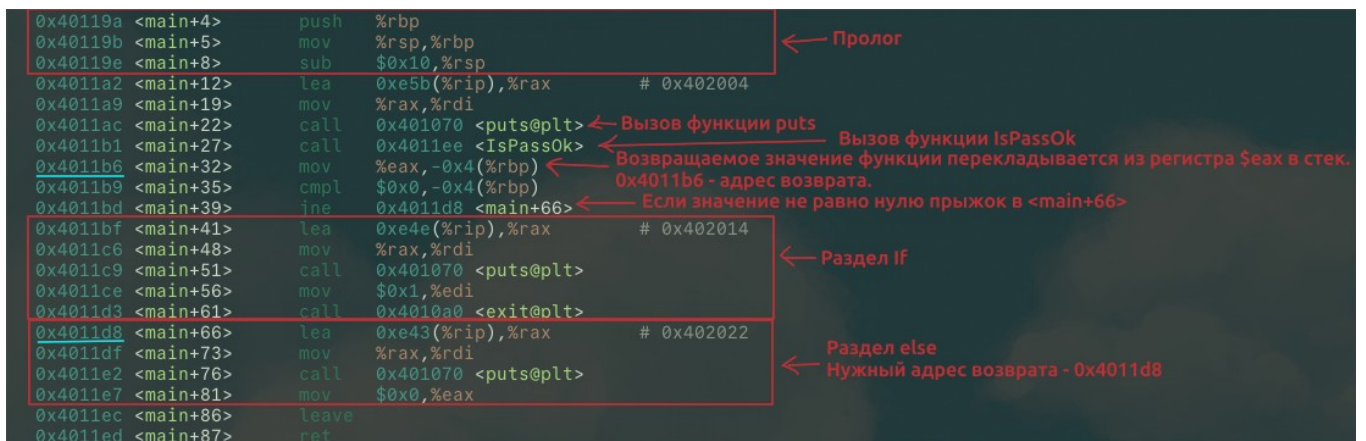 0x40119a <main+4> push %rbp
0x40119b <main+5> mov %rsp,%rbp
Пролог
0x40119e <main+8> sub $0x10,%rsp
0x4011a2 <main+12> lea 0xe5b(%rip),%rax # 0x402004
0x4011a9 <main+19> mov %rax,%rdi
0x4011ac <main+22> call 0x401070 <puts@plt> Вызов функции puts
0x4011b1 <main+27> call 0x4011ee <IsPassOk> Вызов функции IsPassOk
0x4011b6 <main+32> mov %eax,-0x4(%rbp) Возвращаемое значение функции перекладывается из регистра $eax в стек.
0x4011b9 <main+35> cmpl $0x0,-0x4(%rbp) 0x4011b6 - адрес возврата.
0x4011bd <main+39> jne 0x4011d8 <main+66> Если значение не равно нулю прыжок в <main+66>
0x4011bf <main+41> lea 0xe4e(%rip),%rax # 0x402014
0x4011c6 <main+48> mov %rax,%rdi
Раздел If
0x4011c9 <main+51> call 0x401070 <puts@plt>
0x4011ce <main+56> mov $0x1,%edi
0x4011d3 <main+61> call 0x4010a0 <exit@plt>
0x4011d8 <main+66> lea 0xe43(%rip),%rax # 0x402022
0x4011df <main+73> mov %rax,%rdi Раздел else
0x4011e2 <main+76> call 0x401070 <puts@plt> Нужный адрес возврата - 0x4011d8
0x4011e7 <main+81> mov $0x0,%eax
0x4011ec <main+86> leave
0x4011ed <main+87> ret